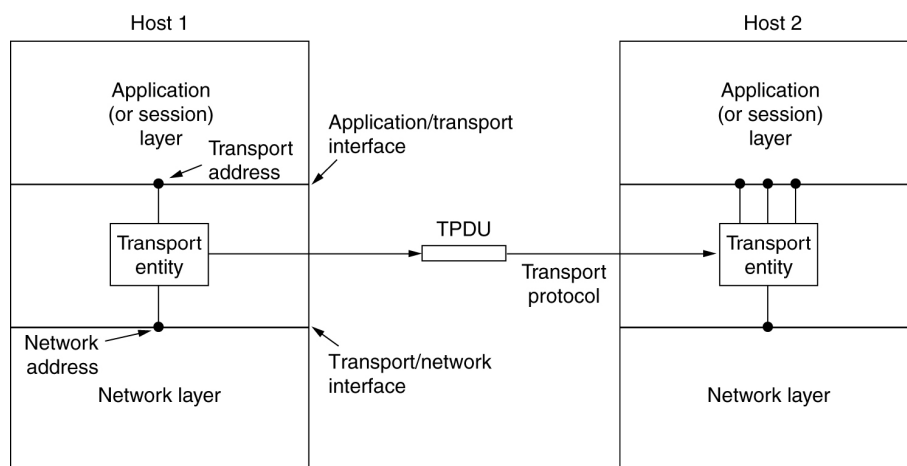 Host 1
Host 2
Application
(or session)
layer
Application/transport
interface
Transport
address
Application
(or session)
layer
Transport
entity
TPDU
Transport
protocol
Transport
entity
Network
address
Transport/network
interface
Network layer
Network layer